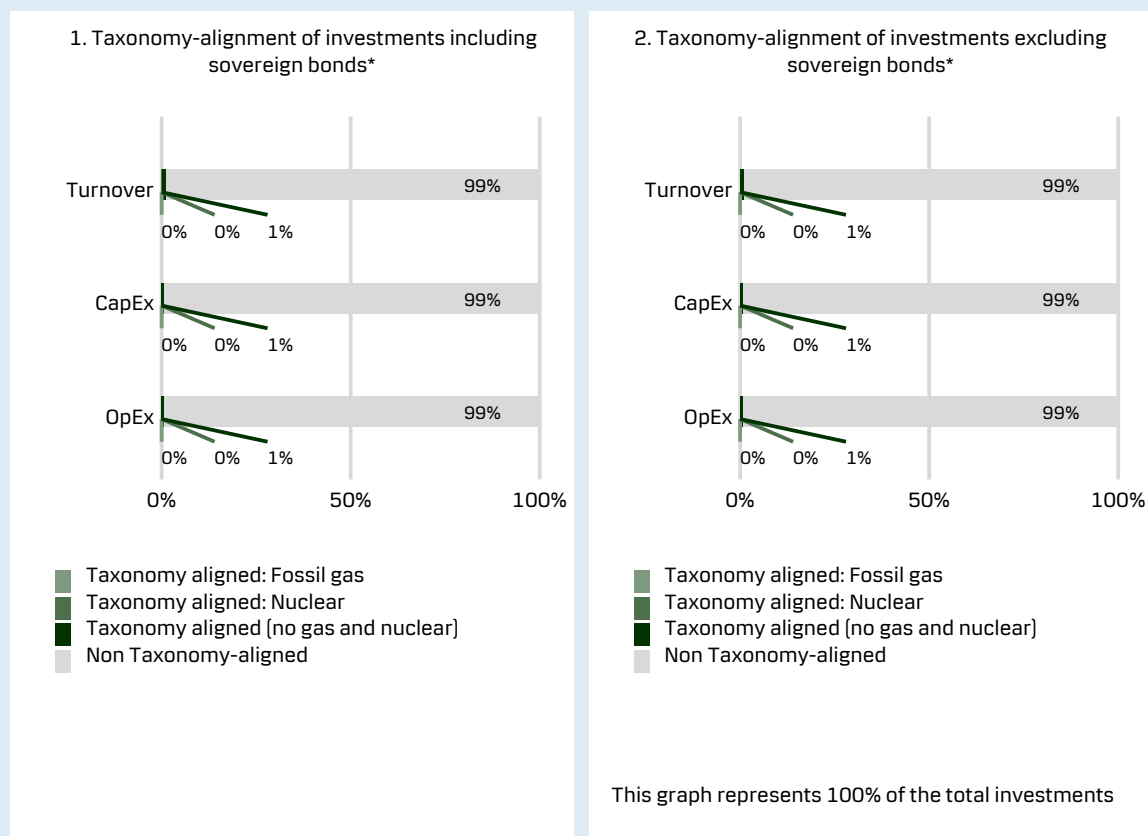 1. Taxonomy-alignment of investments including
sovereign bonds*
Turnover
99%
0% 0% 1%
CapEx
99%
0% 0% 1%
OpEx
99%
0% 0% 1%
0% 50% 100%
Taxonomy aligned: Fossil gas
Taxonomy aligned: Nuclear
Taxonomy aligned (no gas and nuclear)
Non Taxonomy-aligned
2. Taxonomy-alignment of investments excluding
sovereign bonds*
Turnover
99%
0% 0% 1%
CapEx
99%
0% 0% 1%
OpEx
99%
0% 0% 1%
0% 50% 100%
Taxonomy aligned: Fossil gas
Taxonomy aligned: Nuclear
Taxonomy aligned (no gas and nuclear)
Non Taxonomy-aligned
This graph represents 100% of the total investments